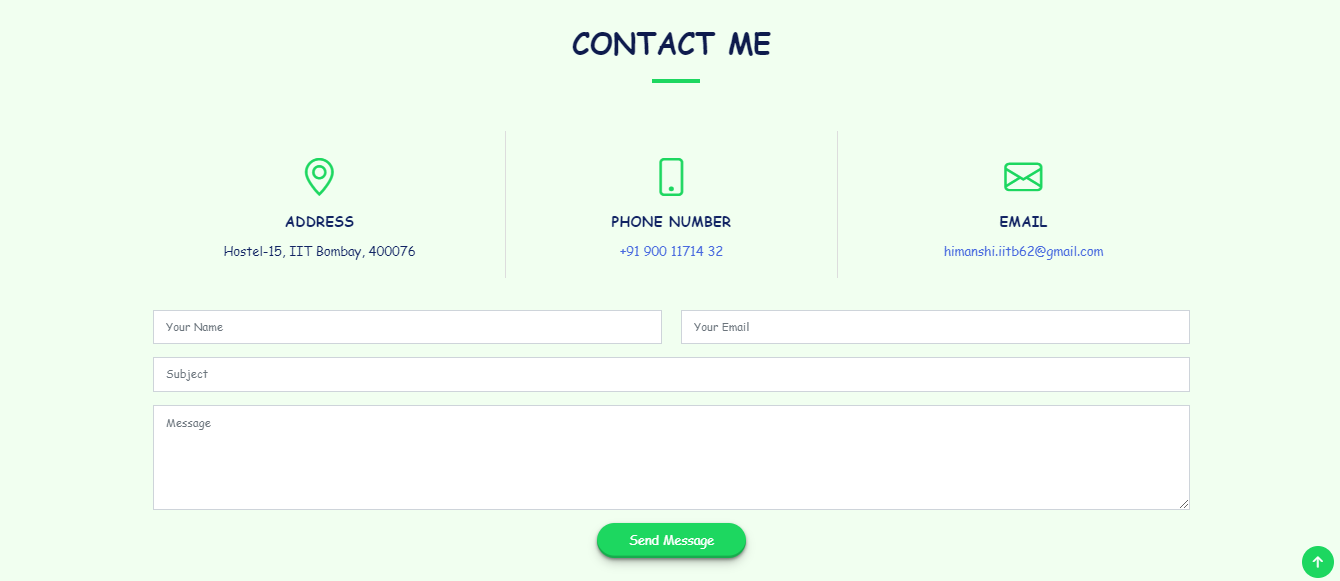 CONTACT ME
ADDRESS
Hostel-15, IIT Bombay, 400076
PHONE NUMBER
+91 900 11714 32
EMAIL
himanshi.iitb62@gmail.com
Your Name
Your Email
Subject
Message
Send Message